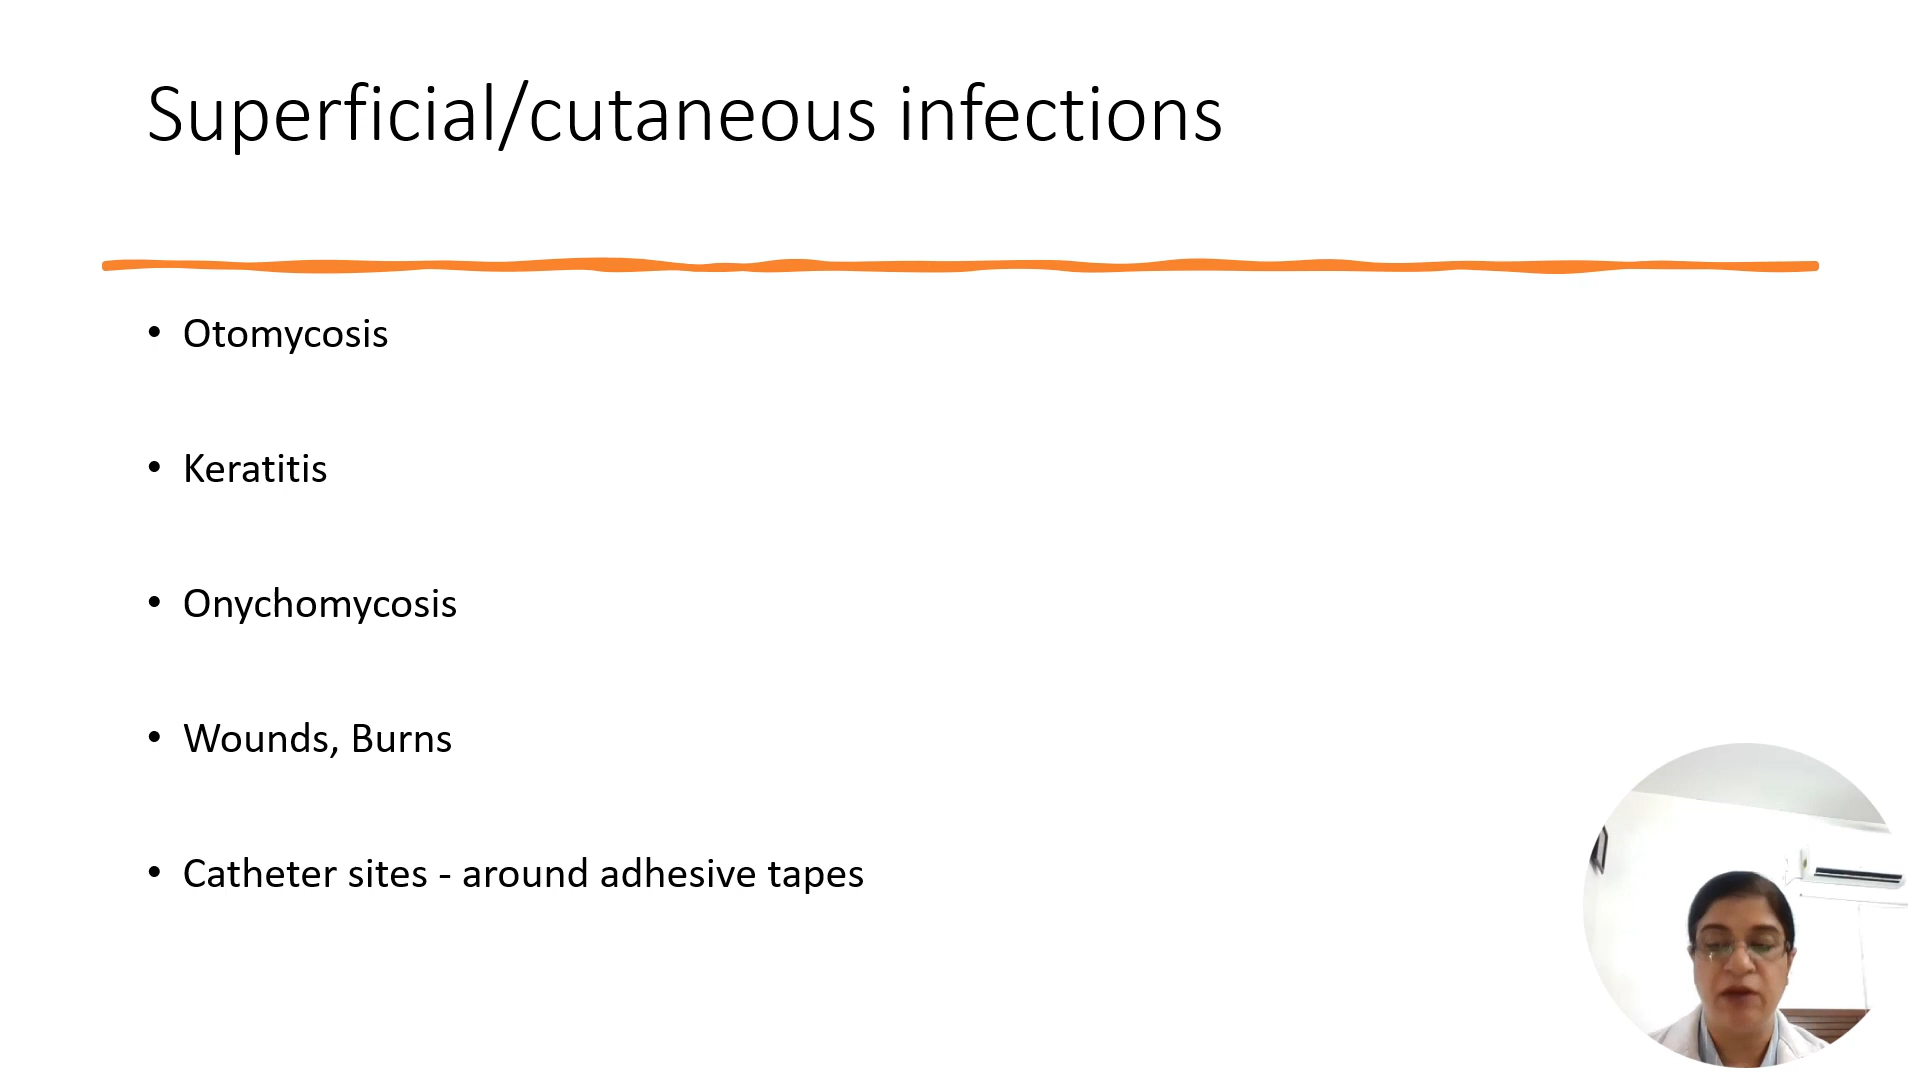 Superficial/cutaneous infections
• Otomycosis
• Keratitis
• Onychomycosis
• Wounds, Burns
• Catheter sites - around adhesive tapes